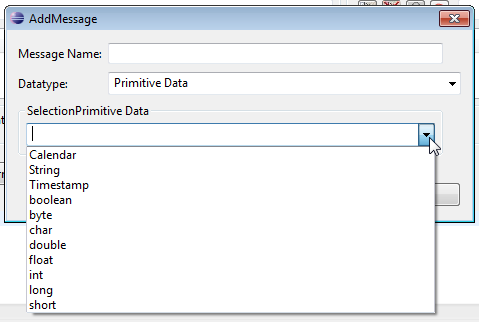 AddMessage
Message Name:
Datatype: Primitive Data
SelectionPrimitive Data
Calendar
String
Timestamp
boolean
byte
char
double
float
int
long
short